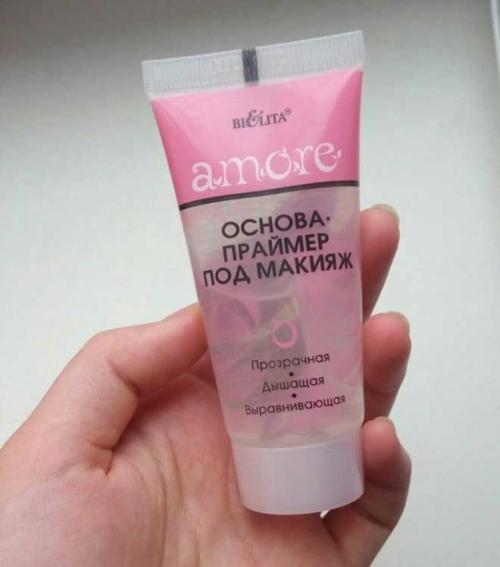 BIELITA®
amore
ОСНОВА-
ПРАЙМЕР
ПОД МАКИЯЖ
Прозрачная
•
Дышащая
•
Выравнивающая